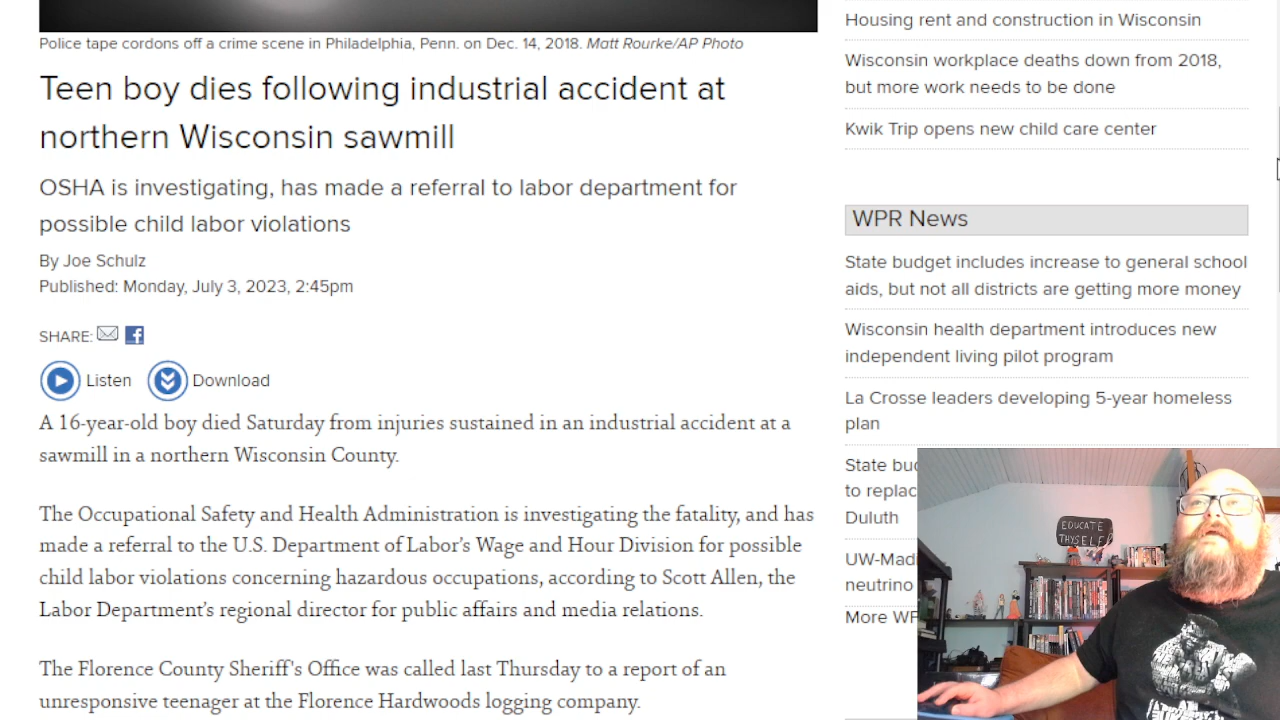 Police tape cordons off a crime scene in Philadelphia, Penn. on Dec. 14, 2018. Matt Rourke/AP Photo
Teen boy dies following industrial accident at
northern Wisconsin sawmill
OSHA is investigating, has made a referral to labor department for
possible child labor violations
By Joe Schulz
Published: Monday, July 3, 2023, 2:45pm
SHARE:
Listen
Download
A 16-year-old boy died Saturday from injuries sustained in an industrial accident at a
sawmill in a northern Wisconsin County.
The Occupational Safety and Health Administration is investigating the fatality, and has
made a referral to the U.S. Department of Labor’s Wage and Hour Division for possible
child labor violations concerning hazardous occupations, according to Scott Allen, the
Labor Department’s regional director for public affairs and media relations.
The Florence County Sheriff's Office was called last Thursday to a report of an
unresponsive teenager at the Florence Hardwoods logging company.
Housing rent and construction in Wisconsin
Wisconsin workplace deaths down from 2018,
but more work needs to be done
Kwik Trip opens new child care center
WPR News
State budget includes increase to general school
aids, but not all districts are getting more money
Wisconsin health department introduces new
independent living pilot program
La Crosse leaders developing 5-year homeless
plan
State bud
to replac
Duluth
UW-Madi
neutrino
More WP
EDUCATE
THYSELF